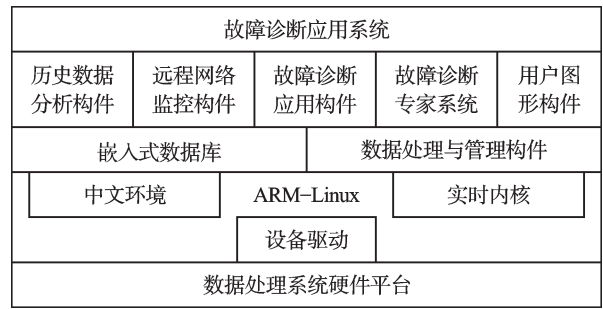 故障诊断应用系统
历史数据
分析构件
远程网络
监控构件
故障诊断
应用构件
故障诊断
专家系统
用户图
形构件
嵌入式数据库
数据处理与管理构件
中文环境
ARM-Linux
实时内核
设备驱动
数据处理系统硬件平台